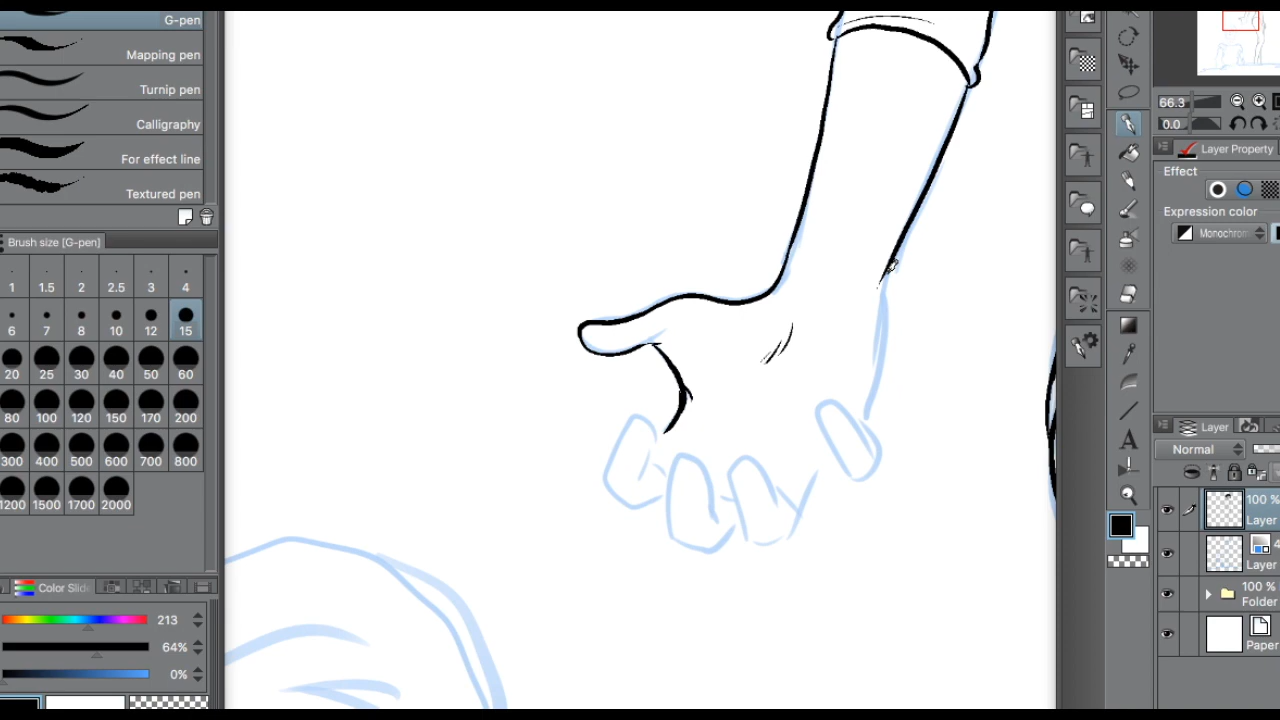 G-pen
Mapping pen
Turnip pen
Calligraphy
For effect line
Textured pen
Brush size [G-pen]
1 1.5 2 2.5 3 4
6 7 8 10 12 15
20 25 30 40 50 60
80 100 120 150 170 200
300 400 500 600 700 800
1200 1500 1700 2000
Color Slid
213
64%
0%
66.3
0.0
Layer Property
Effect
Expression color
Monochrom
Layer
Normal
100 %
Layer
4
Layer
100 %
Folder
Paper